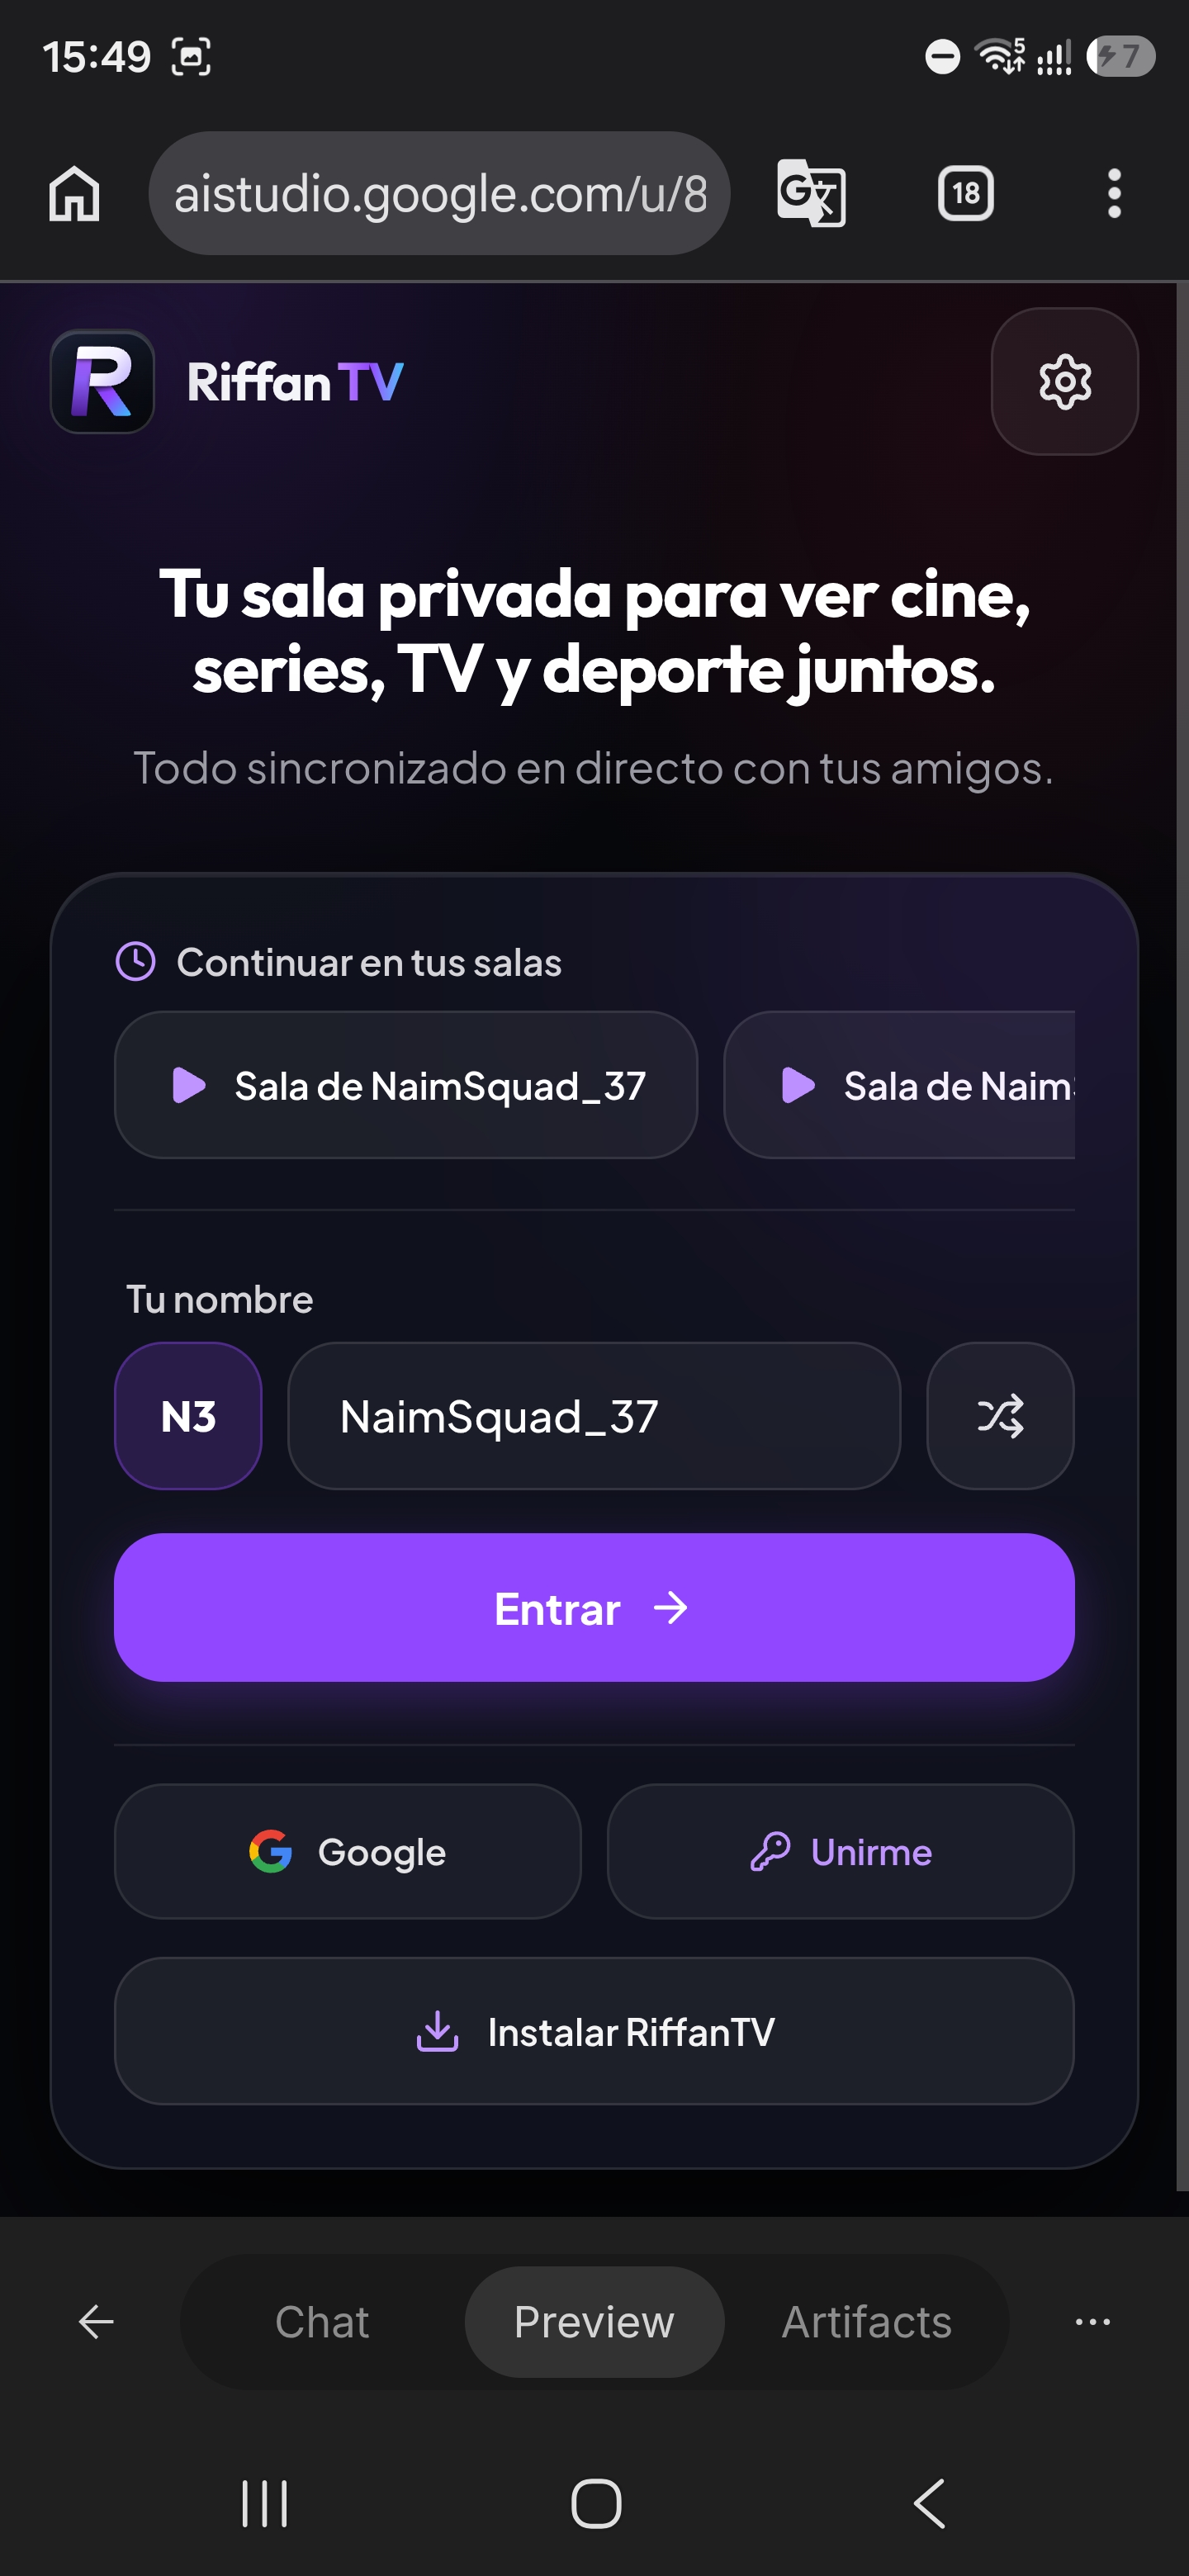 15:49
5
7
aistudio.google.com/u/8
18
Riffan TV
Tu sala privada para ver cine,
series, TV y deporte juntos.
Todo sincronizado en directo con tus amigos.
Continuar en tus salas
Sala de NaimSquad_37
Sala de Naim
Tu nombre
N3
NaimSquad_37
Entrar
Google
Unirme
Instalar RiffanTV
Chat
Preview
Artifacts